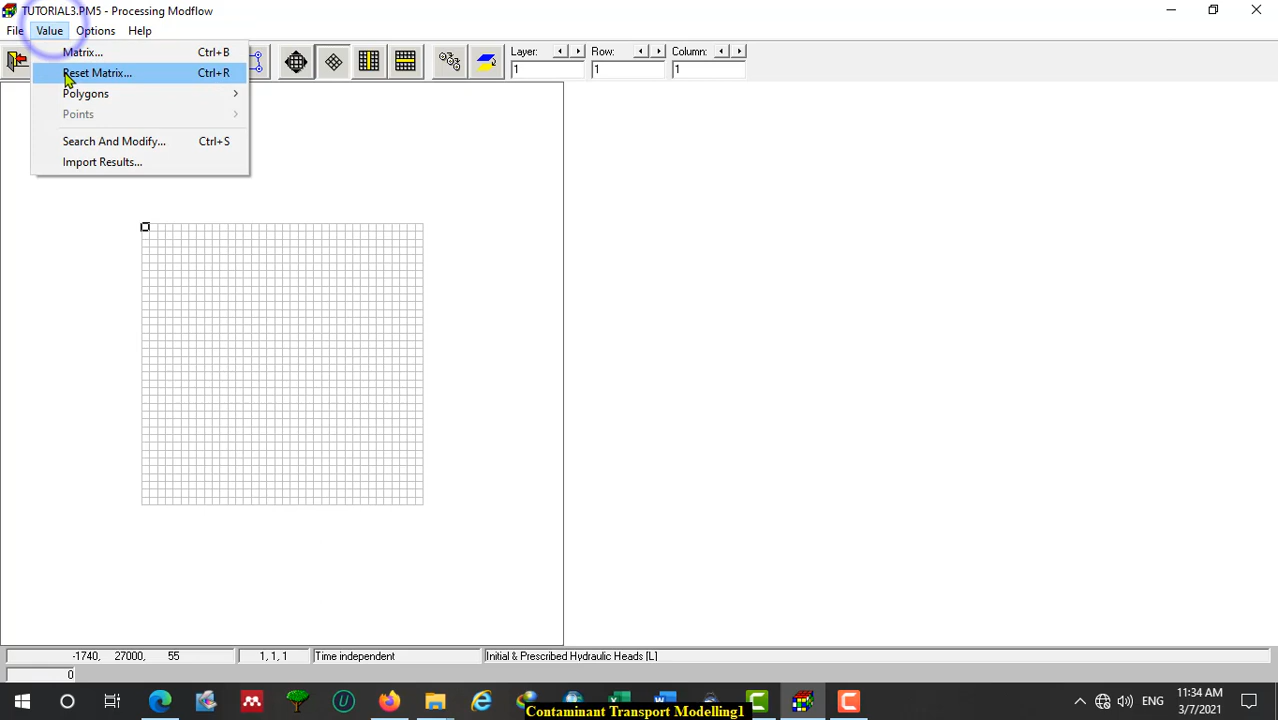 TUTORIAL3.PM5 - Processing Modflow
File Value Options Help
Matrix... Ctrl+B
Reset Matrix... Ctrl+R
Polygons
Points
Search And Modify... Ctrl+S
Import Results...
Layer: Row: Column:
1 1 1
-1740, 27000, 55 1, 1, 1 Time independent Initial & Prescribed Hydraulic Heads [L]
0
ENG
11:34 AM
3/7/2021
Contaminant Transport Modelling1